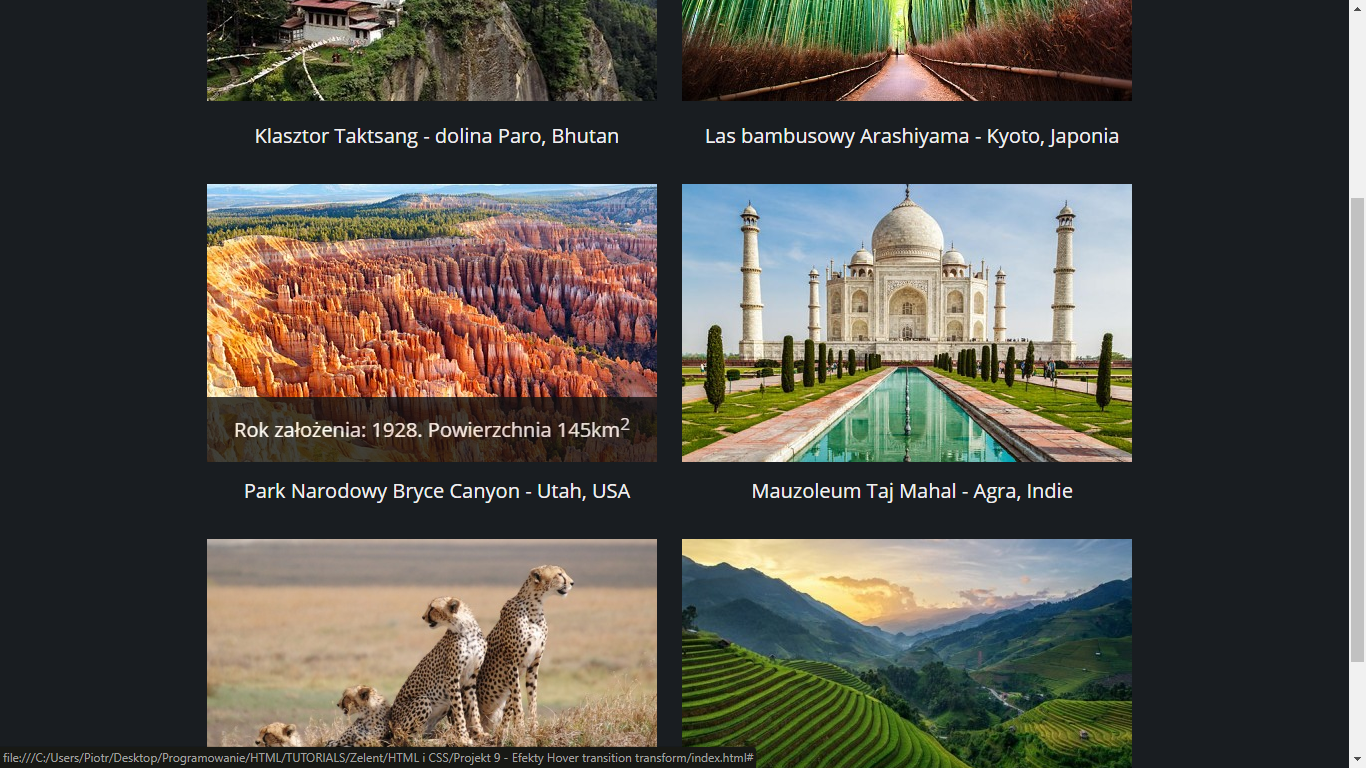 Klasztor Taktsang - dolina Paro, Bhutan
Las bambusowy Arashiyama - Kyoto, Japonia
Rok założenia: 1928. Powierzchnia 145km²
Park Narodowy Bryce Canyon - Utah, USA
Mauzoleum Taj Mahal - Agra, Indie
file:///C:/Users/Piotr/Desktop/Programowanie/HTML/TUTORIALS/Zelent/HTML i CSS/Projekt 9 - Efekty Hover transition transform/index.html#